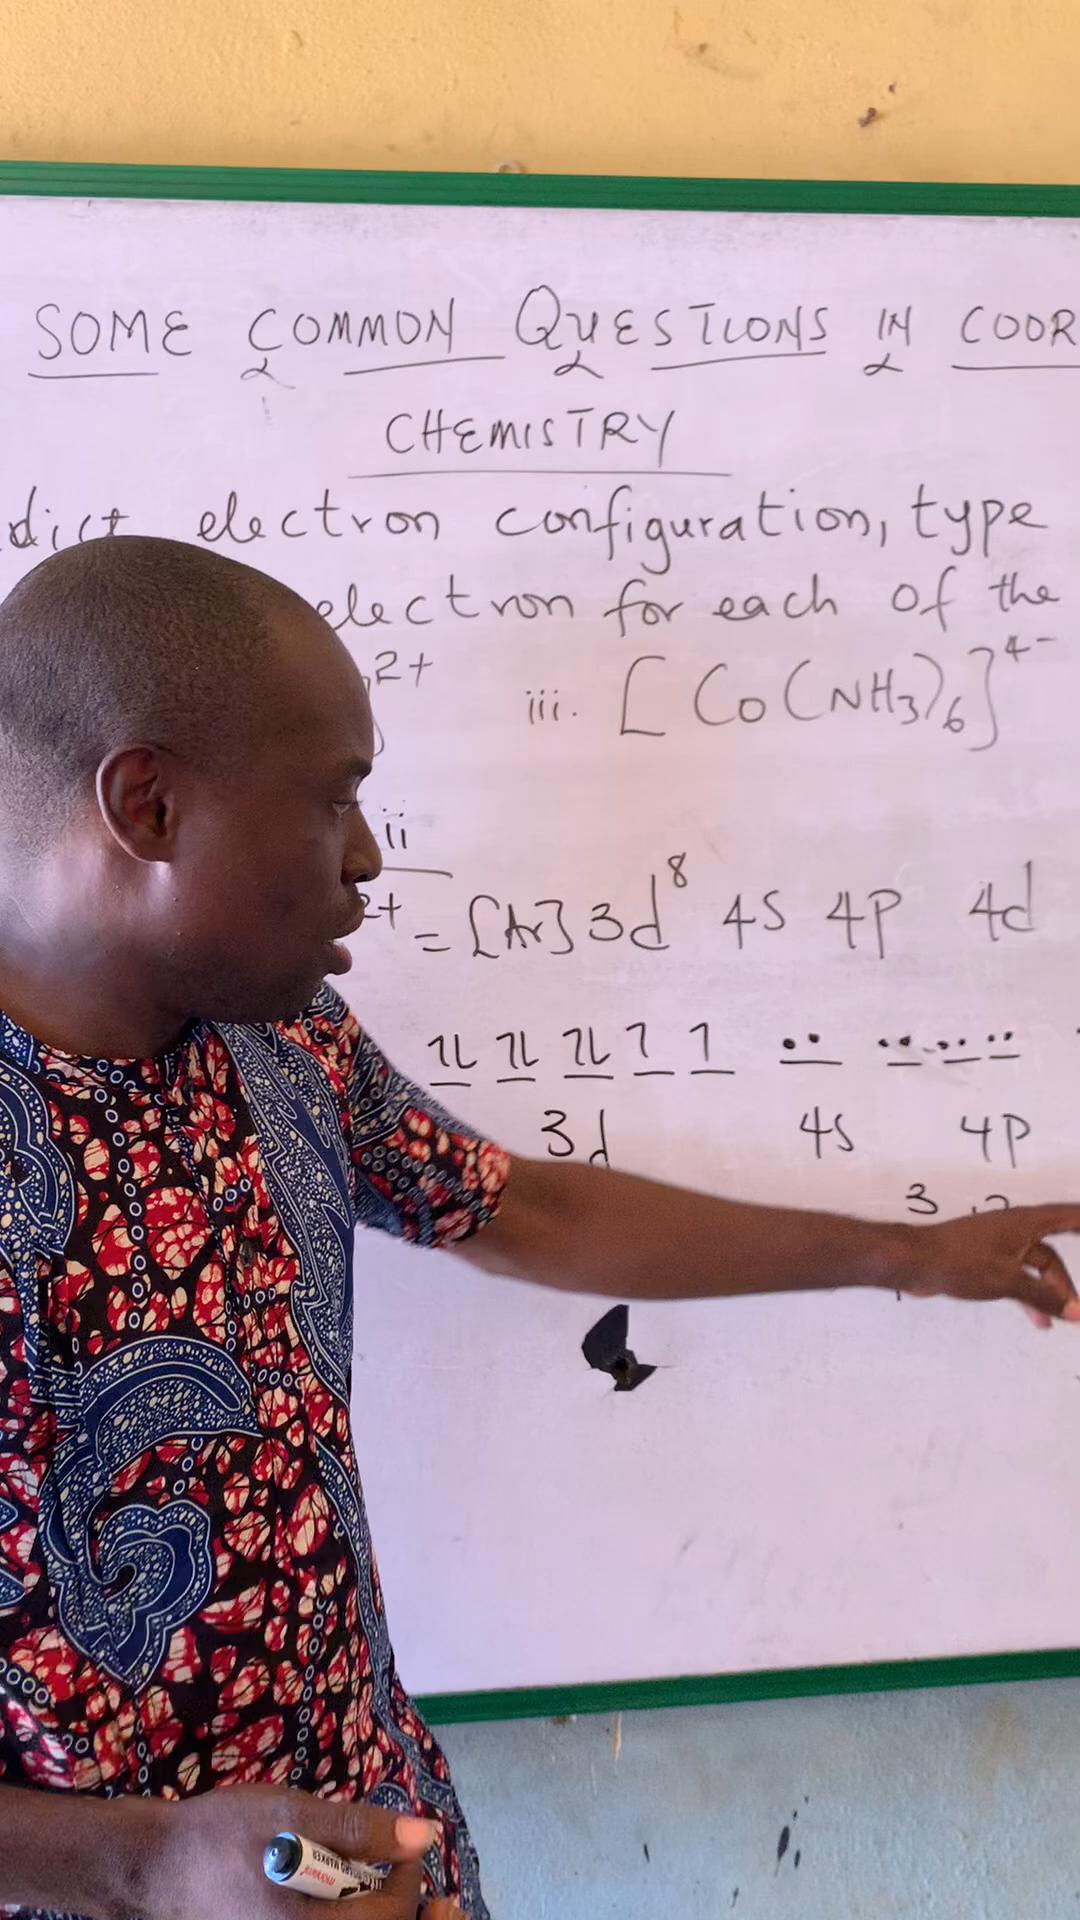 SOME COMMON QUESTIONS IN COOR
CHEMISTRY
dict electron configuration, type
electron for each of the
2+ iii. [Co(NH3)6]4-
ii
2+ = [Ar] 3d8 4s 4p 4d
3d 4s 4p
3